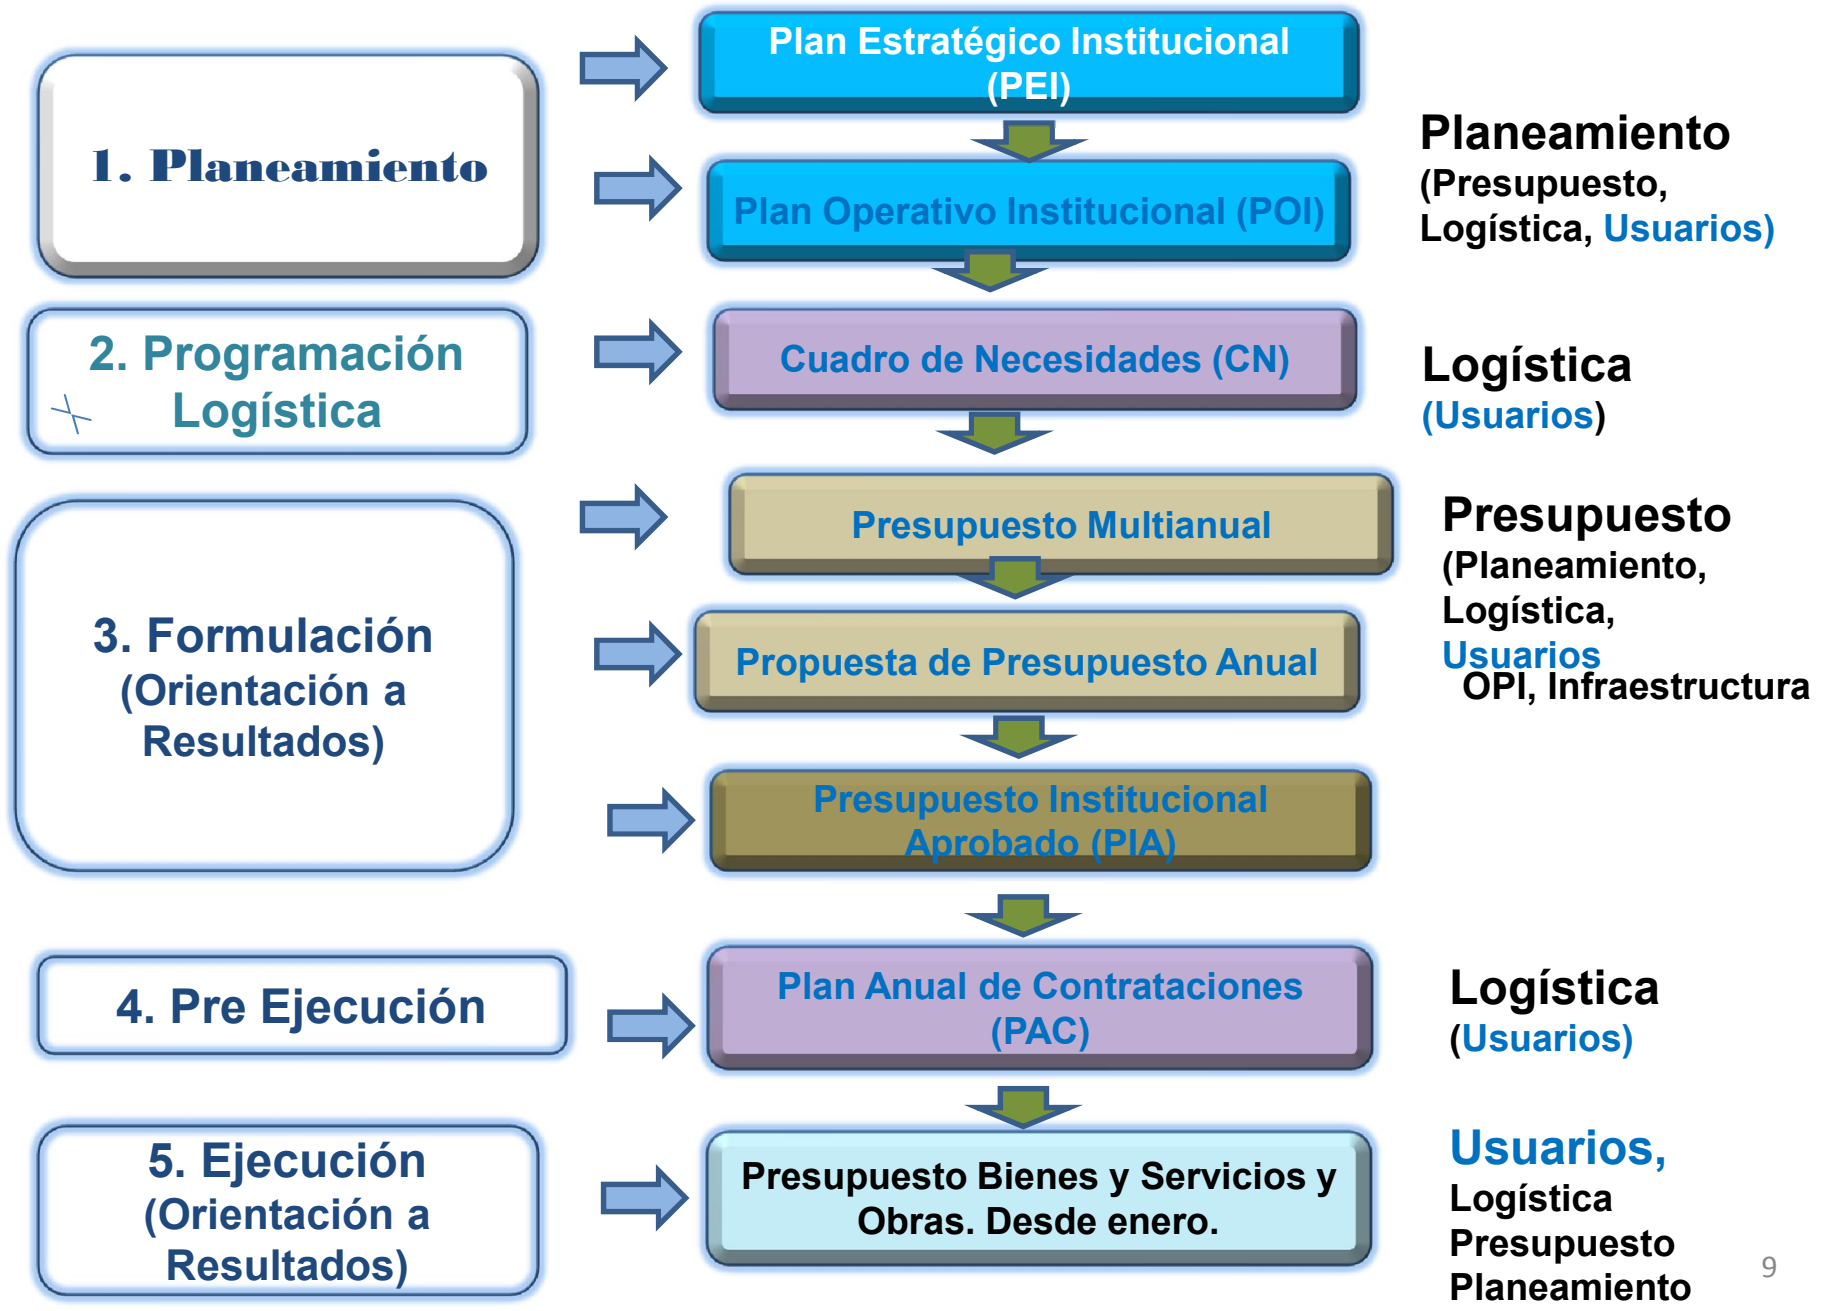 1. Planeamiento
Plan Estratégico Institucional
(PEI)
Plan Operativo Institucional (POI)
Planeamiento
(Presupuesto,
Logística, Usuarios)
2. Programación
Logística
Cuadro de Necesidades (CN)
Logística
(Usuarios)
3. Formulación
(Orientación a
Resultados)
Presupuesto Multianual
Propuesta de Presupuesto Anual
Presupuesto Institucional
Aprobado (PIA)
Presupuesto
(Planeamiento,
Logística,
Usuarios
OPI, Infraestructura
4. Pre Ejecución
Plan Anual de Contrataciones
(PAC)
Logística
(Usuarios)
5. Ejecución
(Orientación a
Resultados)
Presupuesto Bienes y Servicios y
Obras. Desde enero.
Usuarios,
Logística
Presupuesto
Planeamiento
9